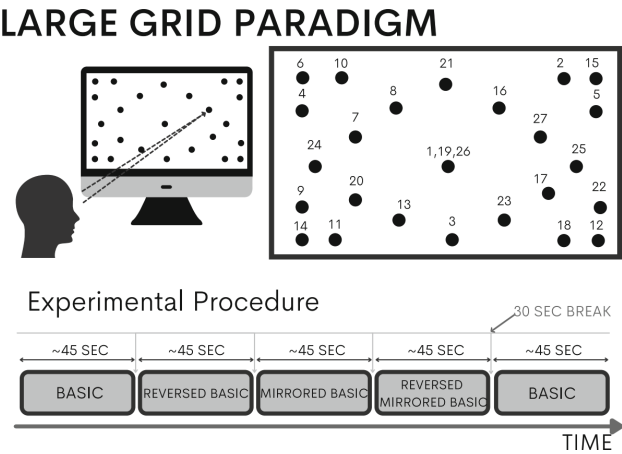 LARGE GRID PARADIGM
6 10 21 2 15
4 8 16 5
7 27
24 1,19,26 25
20 17
9 13 23 22
14 11 3 18 12
Experimental Procedure
30 SEC BREAK
~45 SEC ~45 SEC ~45 SEC ~45 SEC ~45 SEC
BASIC
REVERSED BASIC
MIRRORED BASIC
REVERSED
MIRRORED BASIC
BASIC
TIME